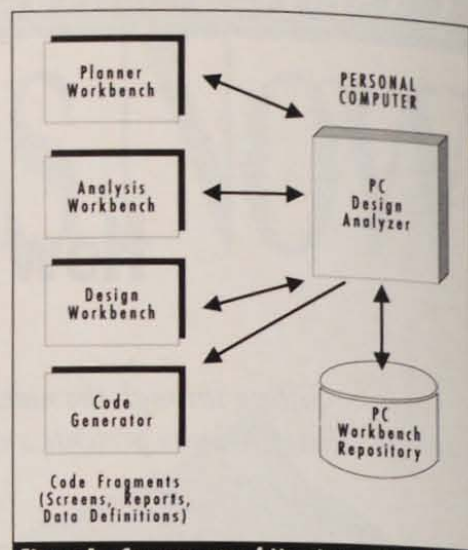 Planner
Workbench
PERSONAL
COMPUTER
Analysis
Workbench
PC
Design
Analyzer
Design
Workbench
Code
Generator
PC
Workbench
Repository
Code Fragments
(Screens, Reports,
Data Definitions)